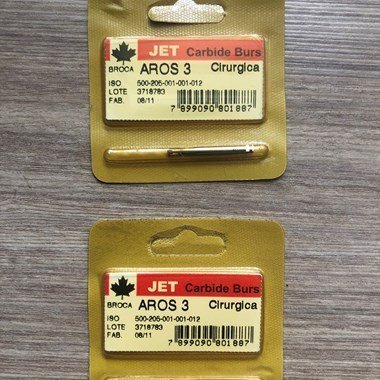 JET Carbide Burs
BROCA AROS 3 Cirurgica
ISO 500-205-001-001-012
LOTE 3718783
FAB. 08/11
7 899090 801887
JET Carbide Burs
BROCA AROS 3 Cirurgica
ISO 500-205-001-001-012
LOTE 3718783
FAB. 08/11
7 899090 801887